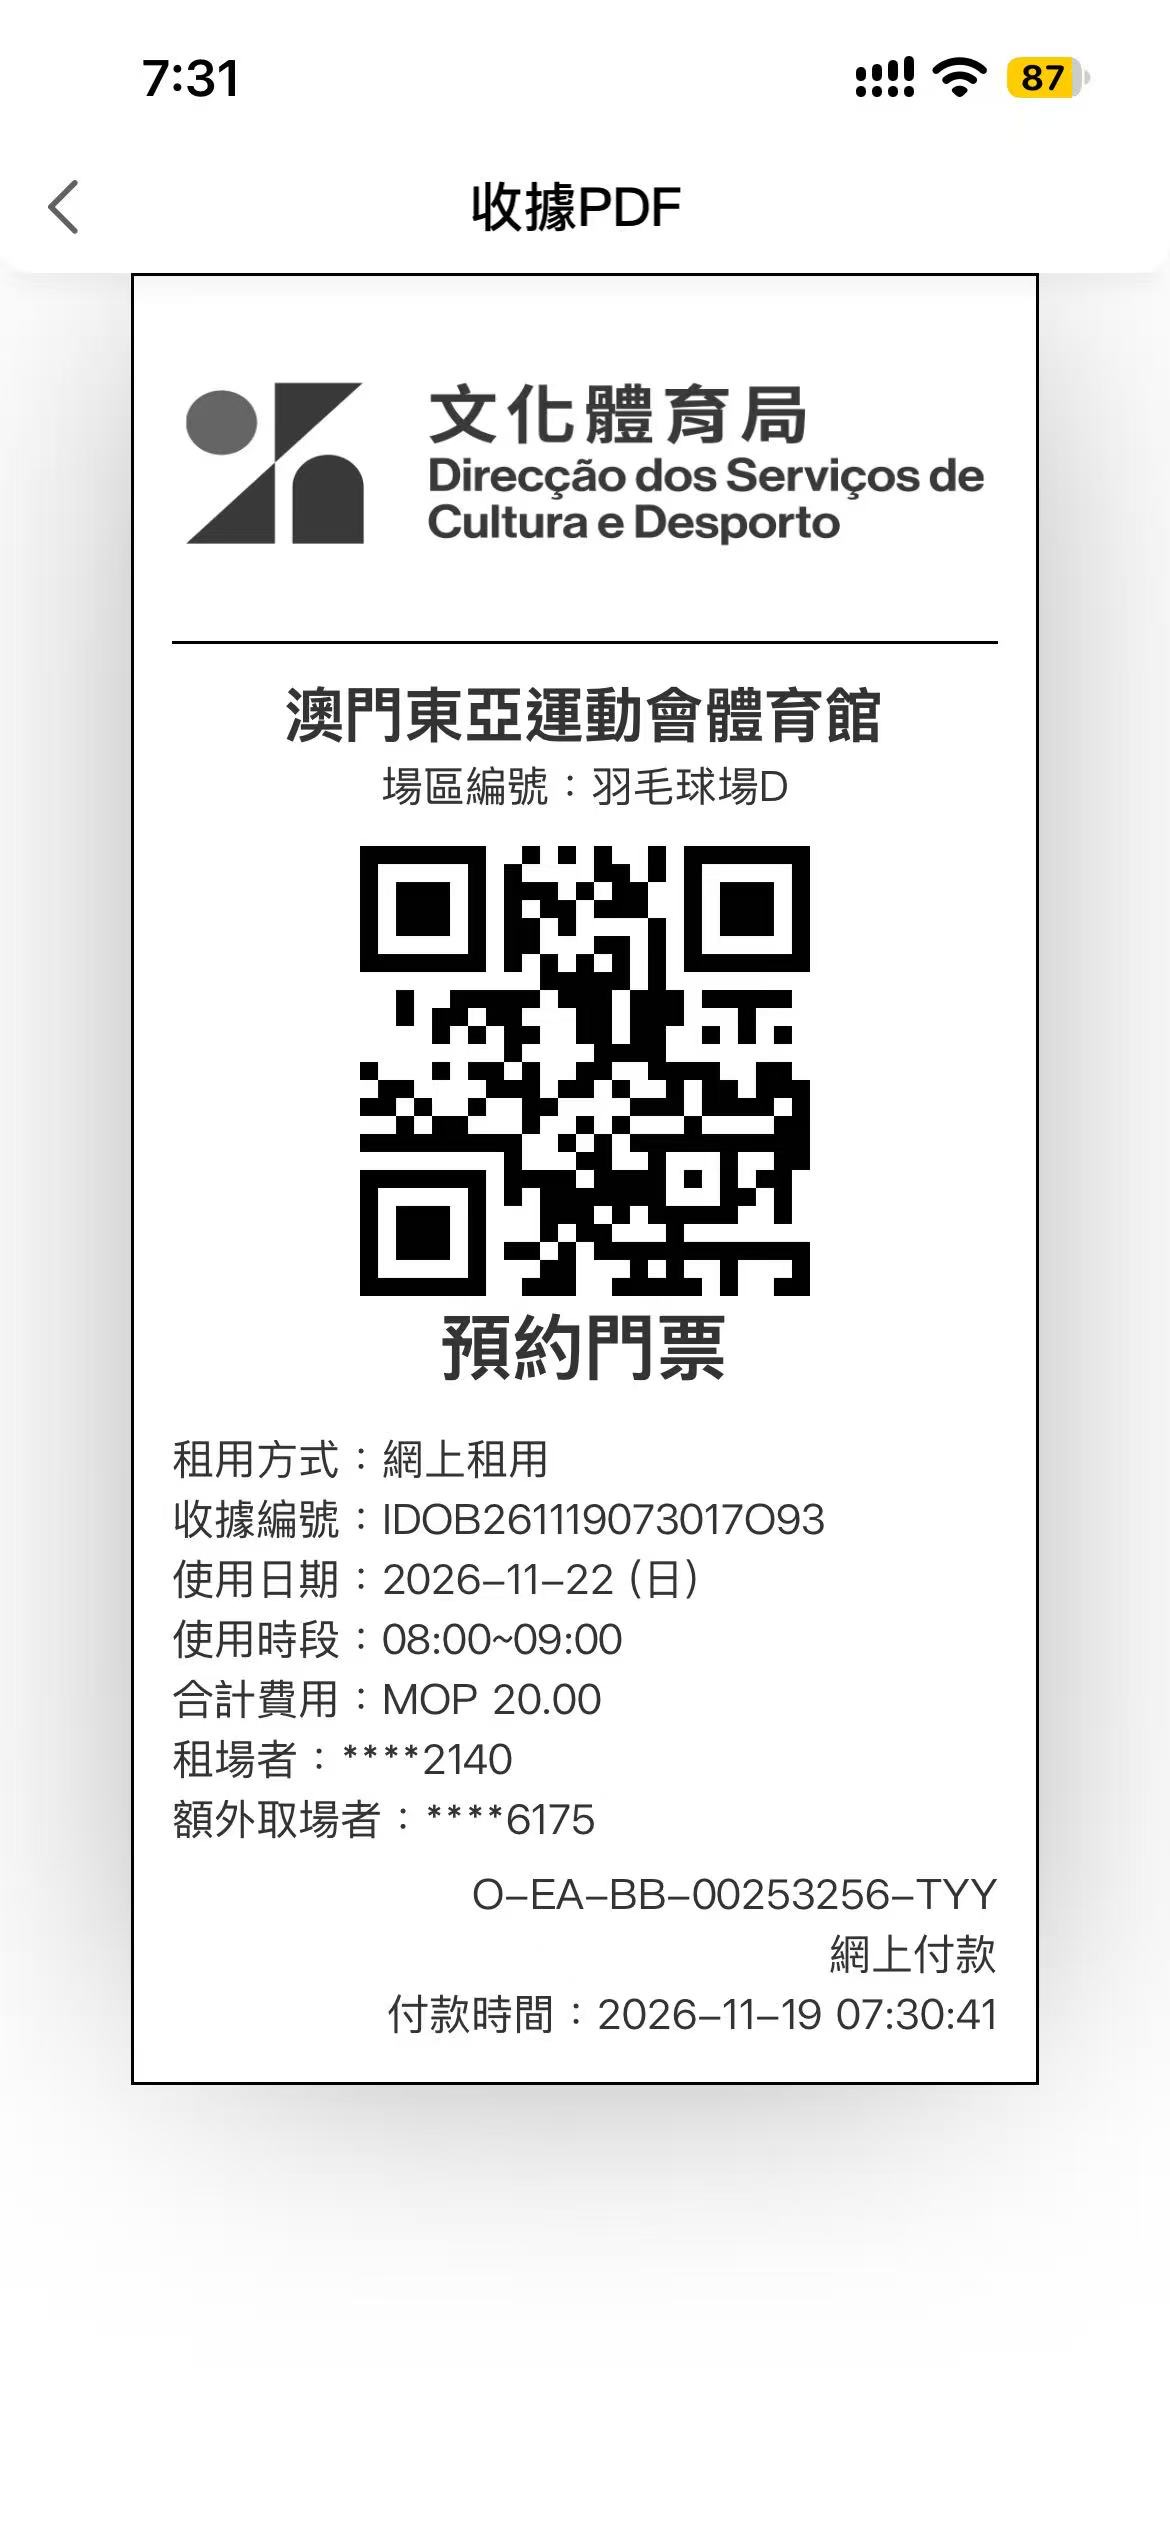 7:31
87
收據PDF
文化體育局
Direcção dos Serviços de
Cultura e Desporto
澳門東亞運動會體育館
場區編號：羽毛球場D
預約門票
租用方式：網上租用
收據編號：IDOB261119073017O93
使用日期：2026-11-22 (日)
使用時段：08:00~09:00
合計費用：MOP 20.00
租場者：****2140
額外取場者：****6175
O-EA-BB-00253256-TYY
網上付款
付款時間：2026-11-19 07:30:41